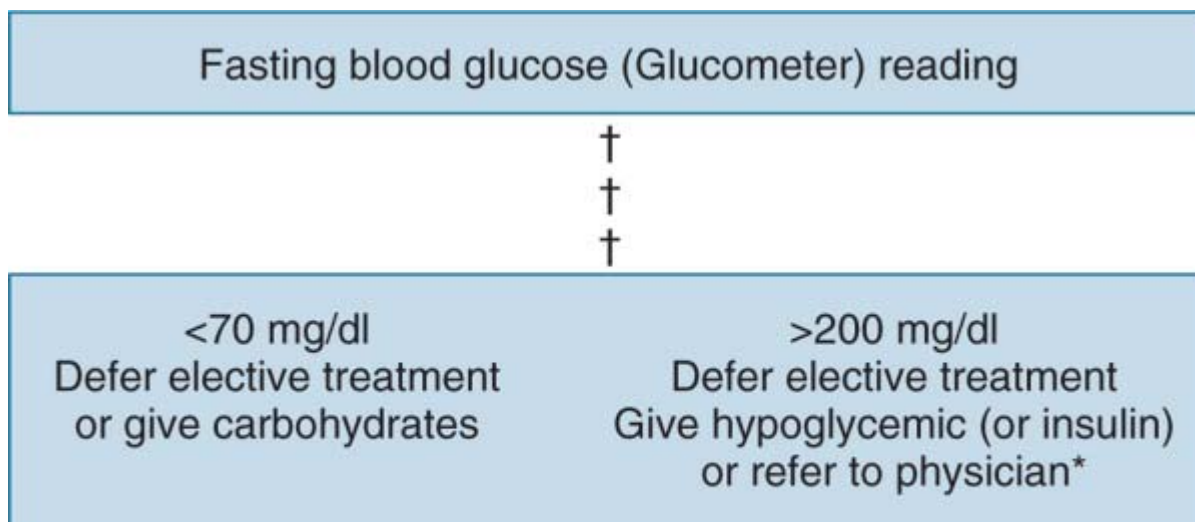 Fasting blood glucose (Glucometer) reading
†
†
†
<70 mg/dl
Defer elective treatment
or give carbohydrates
>200 mg/dl
Defer elective treatment
Give hypoglycemic (or insulin)
or refer to physician*